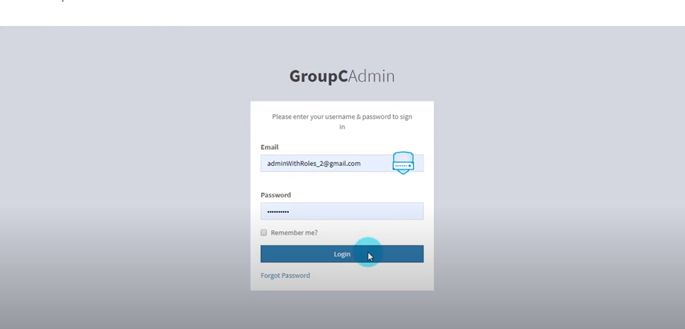 GroupCAdmin
Please enter your username & password to sign
in
Email
adminWithRoles_2@gmail.com
Password
••••••••••
Remember me?
Login
Forgot Password